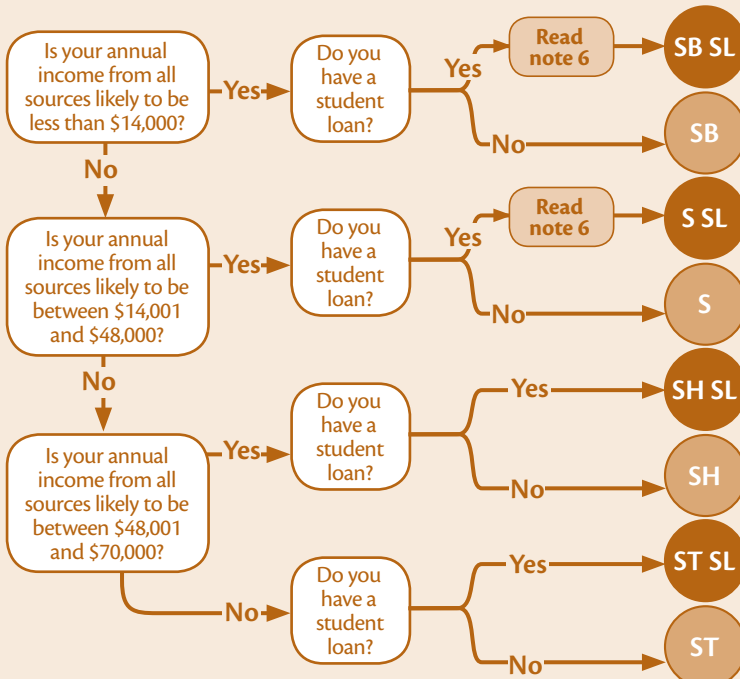 Is your annual
income from all
sources likely to be
less than $14,000?
Yes
Do you
have a
student
loan?
Yes
Read
note 6
SB SL
No
SB
No
Is your annual
income from all
sources likely to be
between $14,001
and $48,000?
Yes
Do you
have a
student
loan?
Yes
Read
note 6
S SL
No
S
No
Is your annual
income from all
sources likely to be
between $48,001
and $70,000?
Yes
Do you
have a
student
loan?
Yes
SH SL
No
SH
No
Do you
have a
student
loan?
Yes
ST SL
No
ST